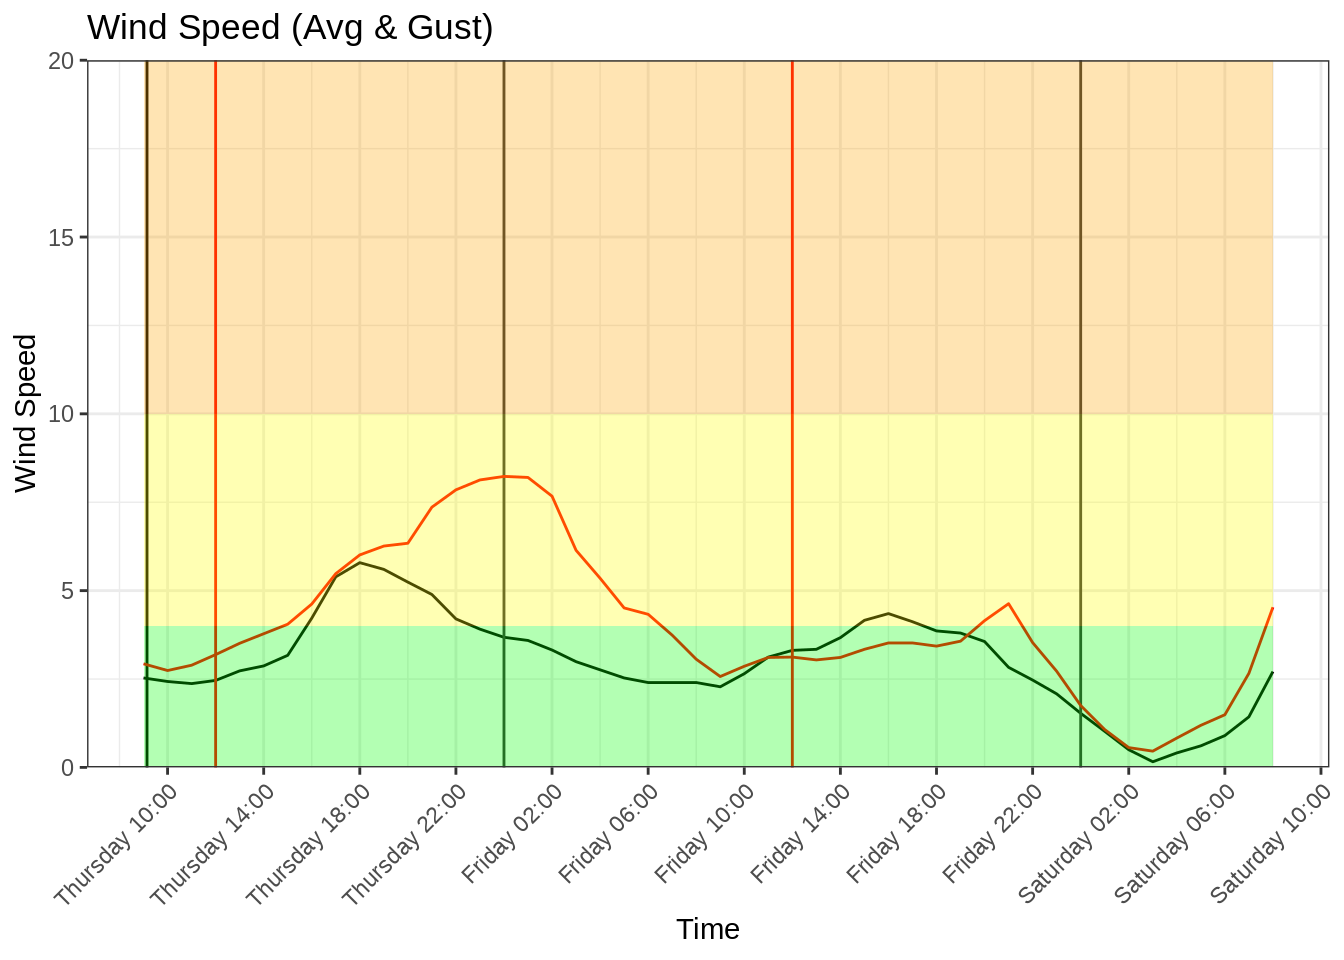 Wind Speed (Avg & Gust)
20
15
10
5
0
Wind Speed
Thursday 10:00
Thursday 14:00
Thursday 18:00
Thursday 22:00
Friday 02:00
Friday 06:00
Friday 10:00
Friday 14:00
Friday 18:00
Friday 22:00
Saturday 02:00
Saturday 06:00
Saturday 10:00
Time